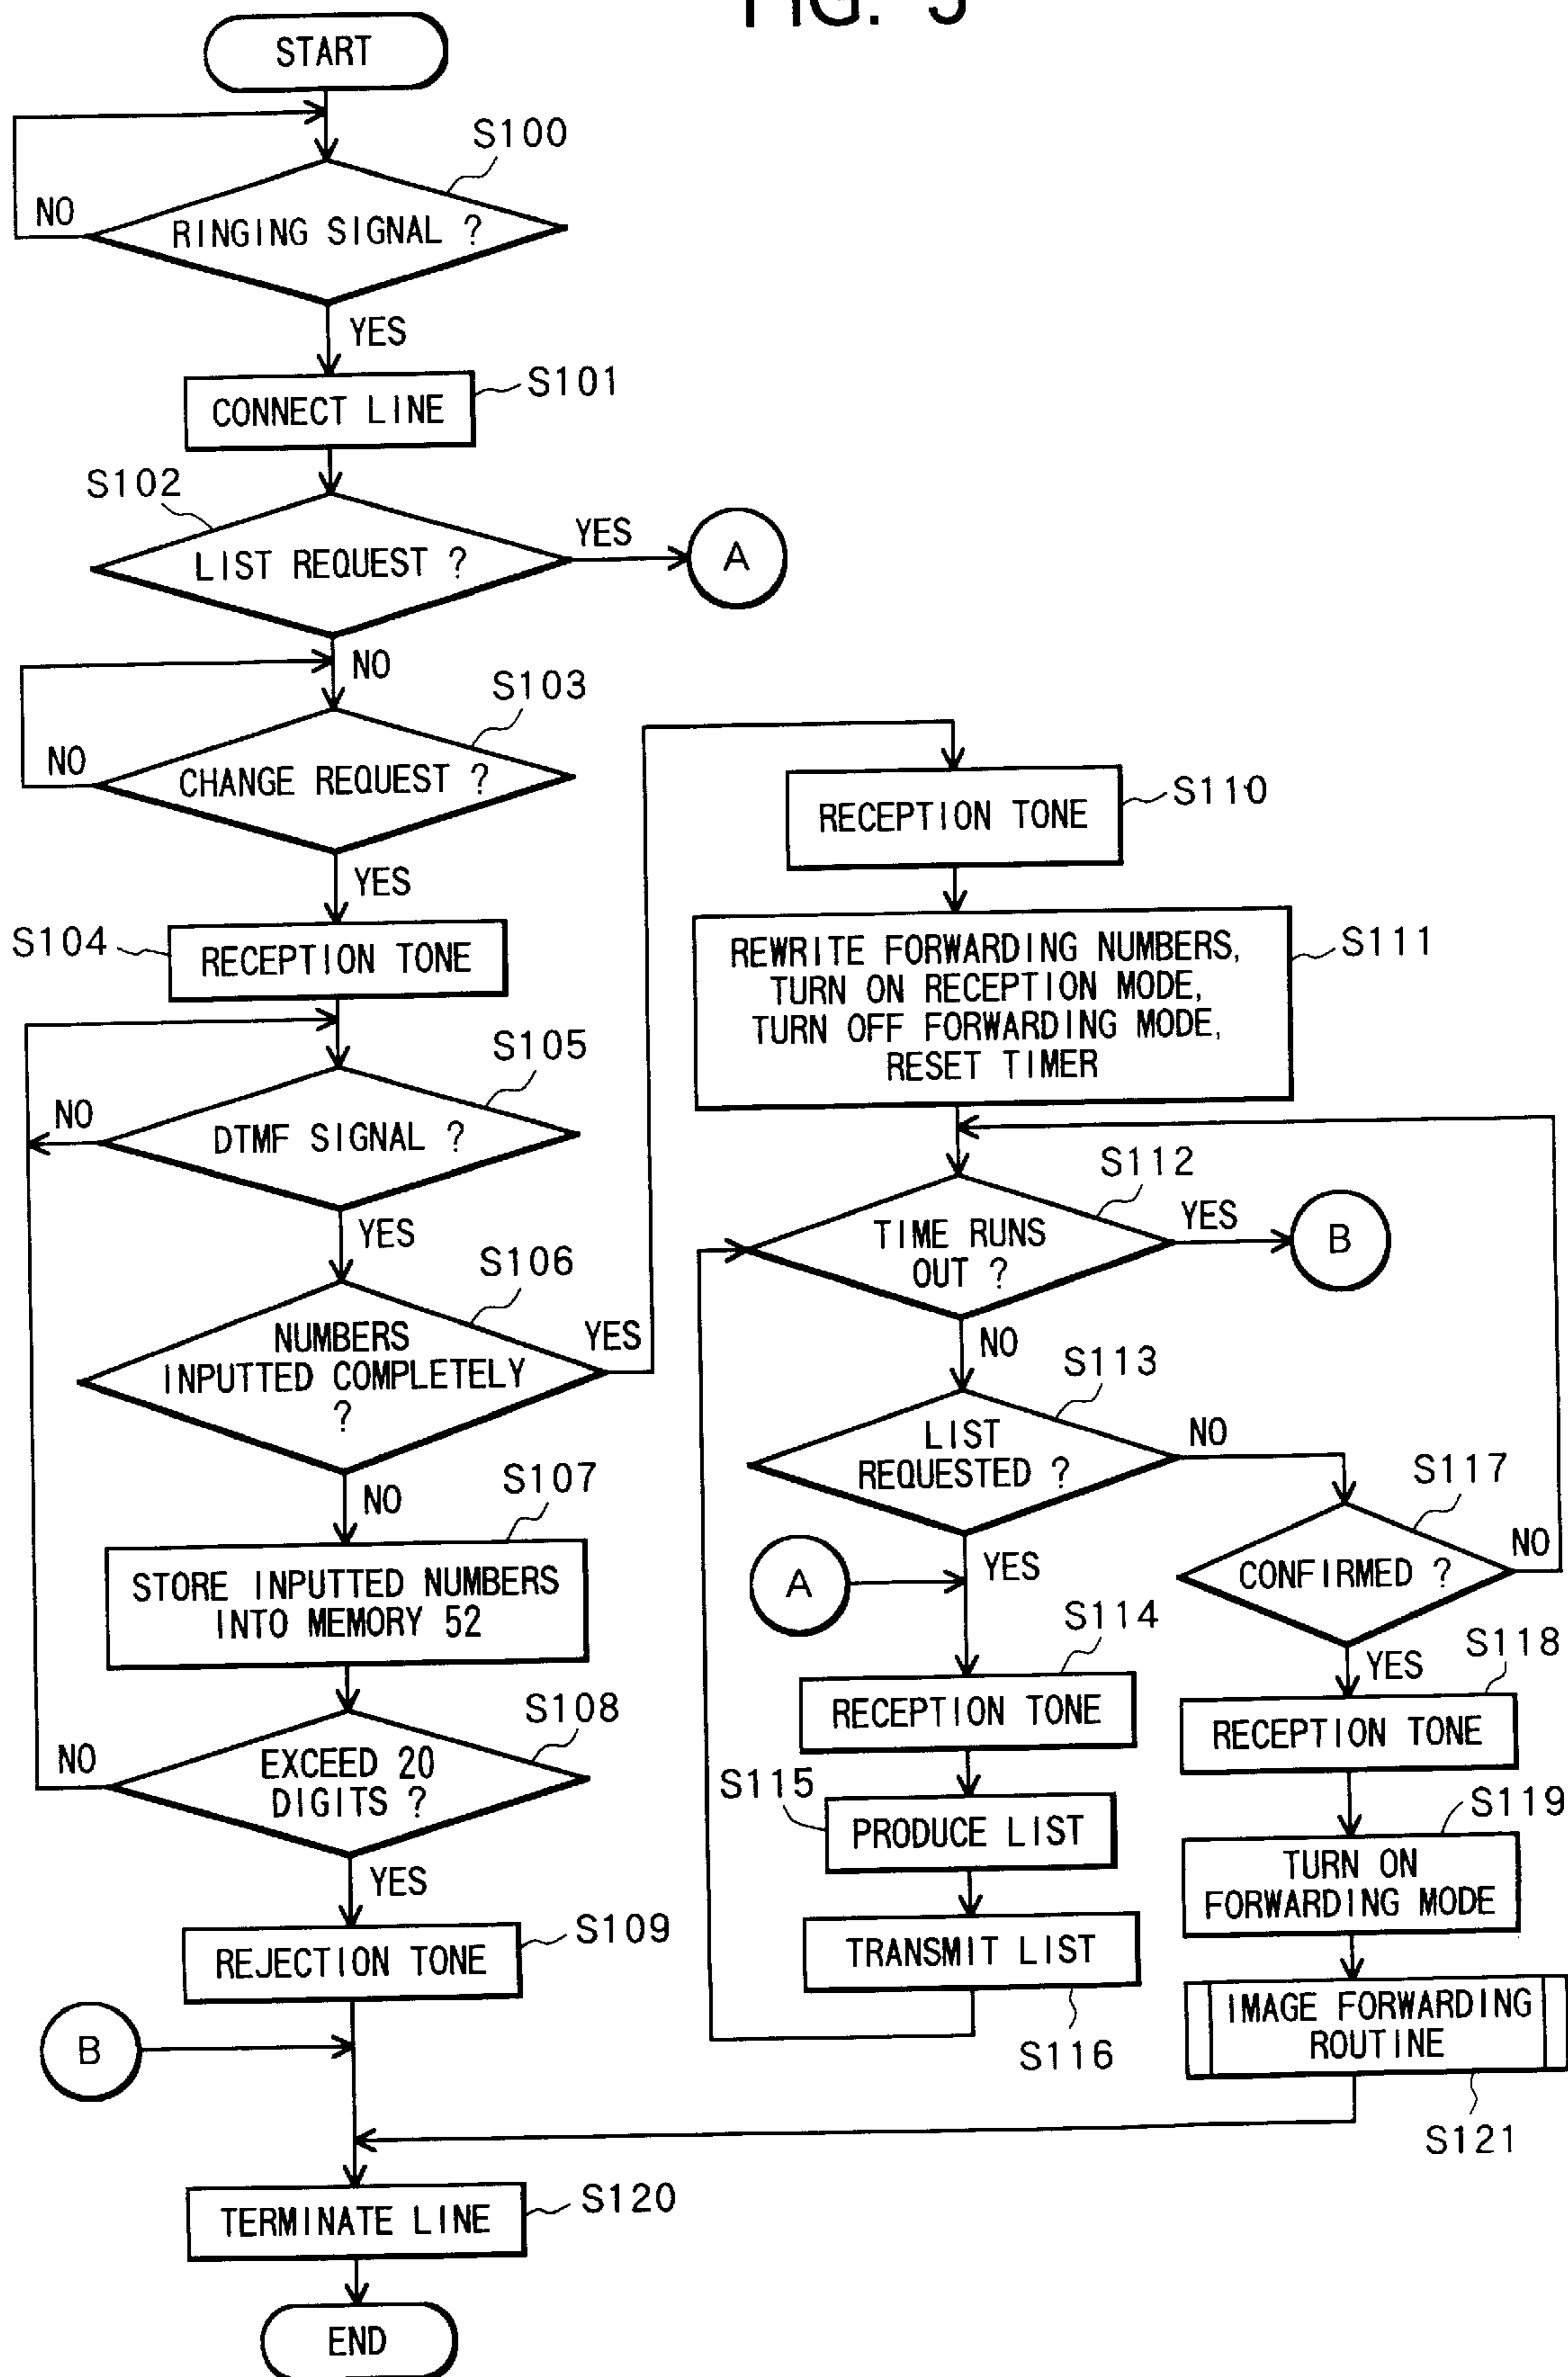 FIG. 5
START
S100
NO
RINGING SIGNAL ?
YES
CONNECT LINE
S101
S102
LIST REQUEST ?
YES
A
NO
S103
NO
CHANGE REQUEST ?
YES
S104
RECEPTION TONE
S105
NO
DTMF SIGNAL ?
YES
S106
NUMBERS
INPUTTED COMPLETELY
?
YES
NO
S107
STORE INPUTTED NUMBERS
INTO MEMORY 52
S108
NO
EXCEED 20
DIGITS ?
YES
REJECTION TONE
S109
B
TERMINATE LINE
S120
END
RECEPTION TONE
S110
REWRITE FORWARDING NUMBERS,
TURN ON RECEPTION MODE,
TURN OFF FORWARDING MODE,
RESET TIMER
S111
S112
TIME RUNS
OUT ?
YES
B
NO
S113
LIST
REQUESTED ?
NO
A
YES
S114
RECEPTION TONE
S115
PRODUCE LIST
TRANSMIT LIST
S116
S117
CONFIRMED ?
NO
YES
S118
RECEPTION TONE
S119
TURN ON
FORWARDING MODE
IMAGE FORWARDING
ROUTINE
S121